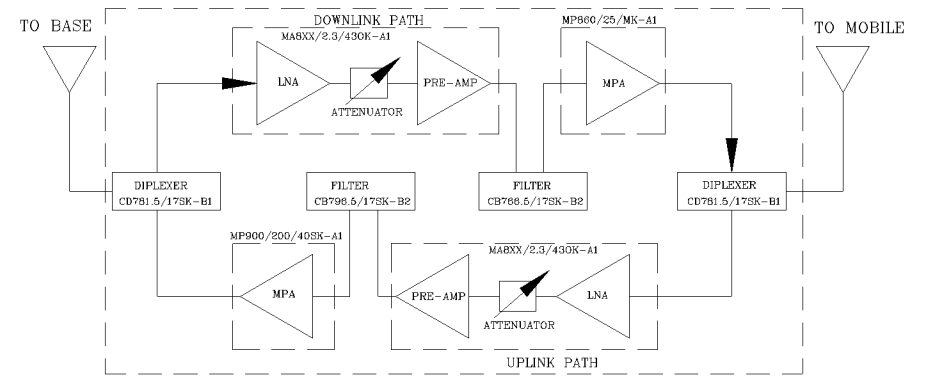 DOWNLINK PATH
MP860/25/MK-A1
TO BASE
TO MOBILE
MA8XX/2.3/430K-A1
LNA
PRE-AMP
MPA
ATTENUATOR
DIPLEXER
CD781.5/17SK-B1
FILTER
CB796.5/17SK-B2
FILTER
CB766.5/17SK-B2
DIPLEXER
CD781.5/17SK-B1
MP900/200/40SK-A1
MA8XX/2.3/430K-A1
MPA
PRE-AMP
LNA
ATTENUATOR
UPLINK PATH